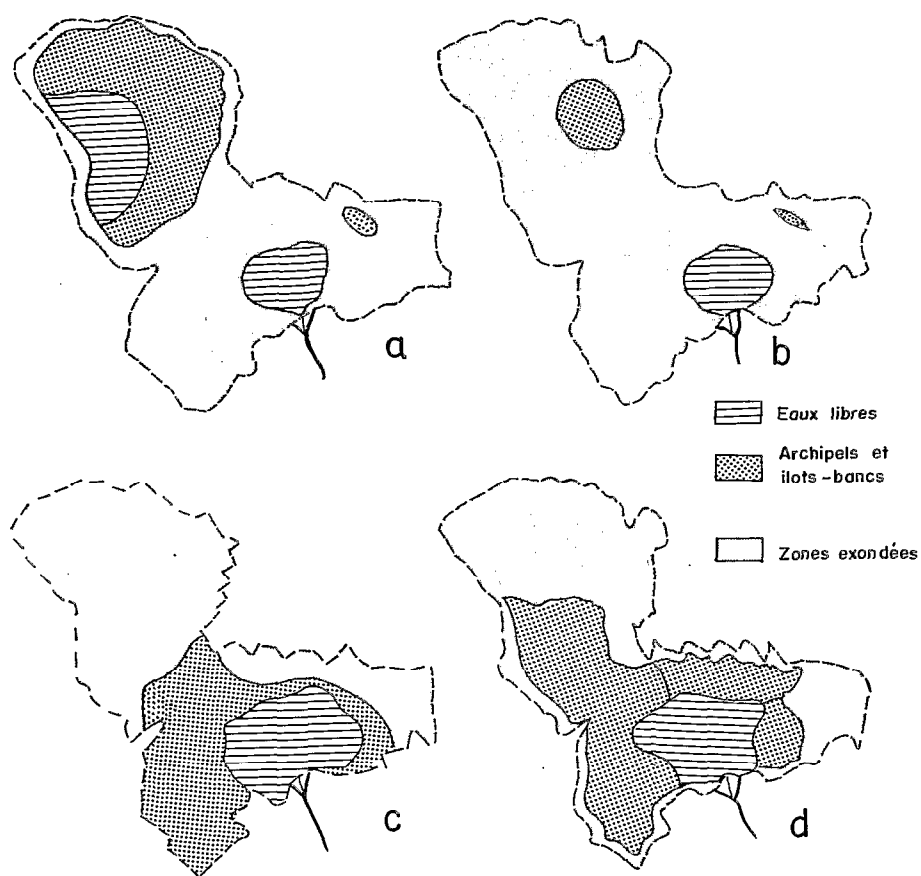 a
b
Eaux libres
Archipels et
ilots-bancs
Zones exondées
c
d